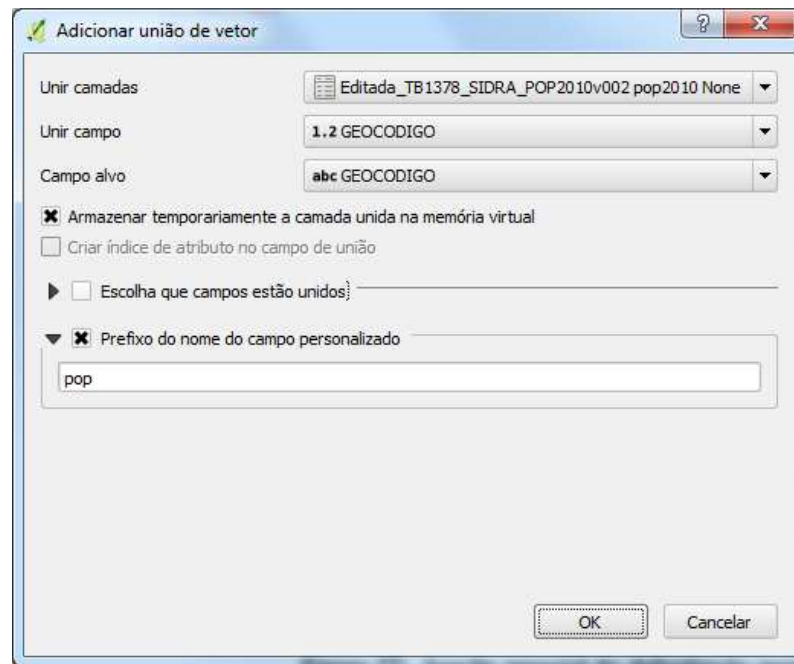 Adicionar união de vetor
Unir camadas
Editada_TB1378_SIDRA_POP2010v002 pop2010 None
Unir campo
1.2 GEOCODIGO
Campo alvo
abc GEOCODIGO
Armazenar temporariamente a camada unida na memória virtual
Criar índice de atributo no campo de união
Escolha que campos estão unidos
Prefixo do nome do campo personalizado
pop
OK
Cancelar